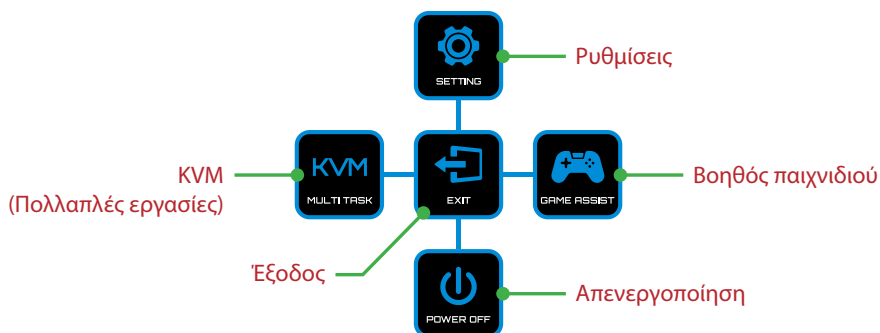 SETTING
Ρυθμίσεις
KVM
(Πολλαπλές εργασίες)
KVM
MULTI TASK
EXIT
GAME ASSIST
Βοηθός παιχνιδιού
Έξοδος
POWER OFF
Απενεργοποίηση